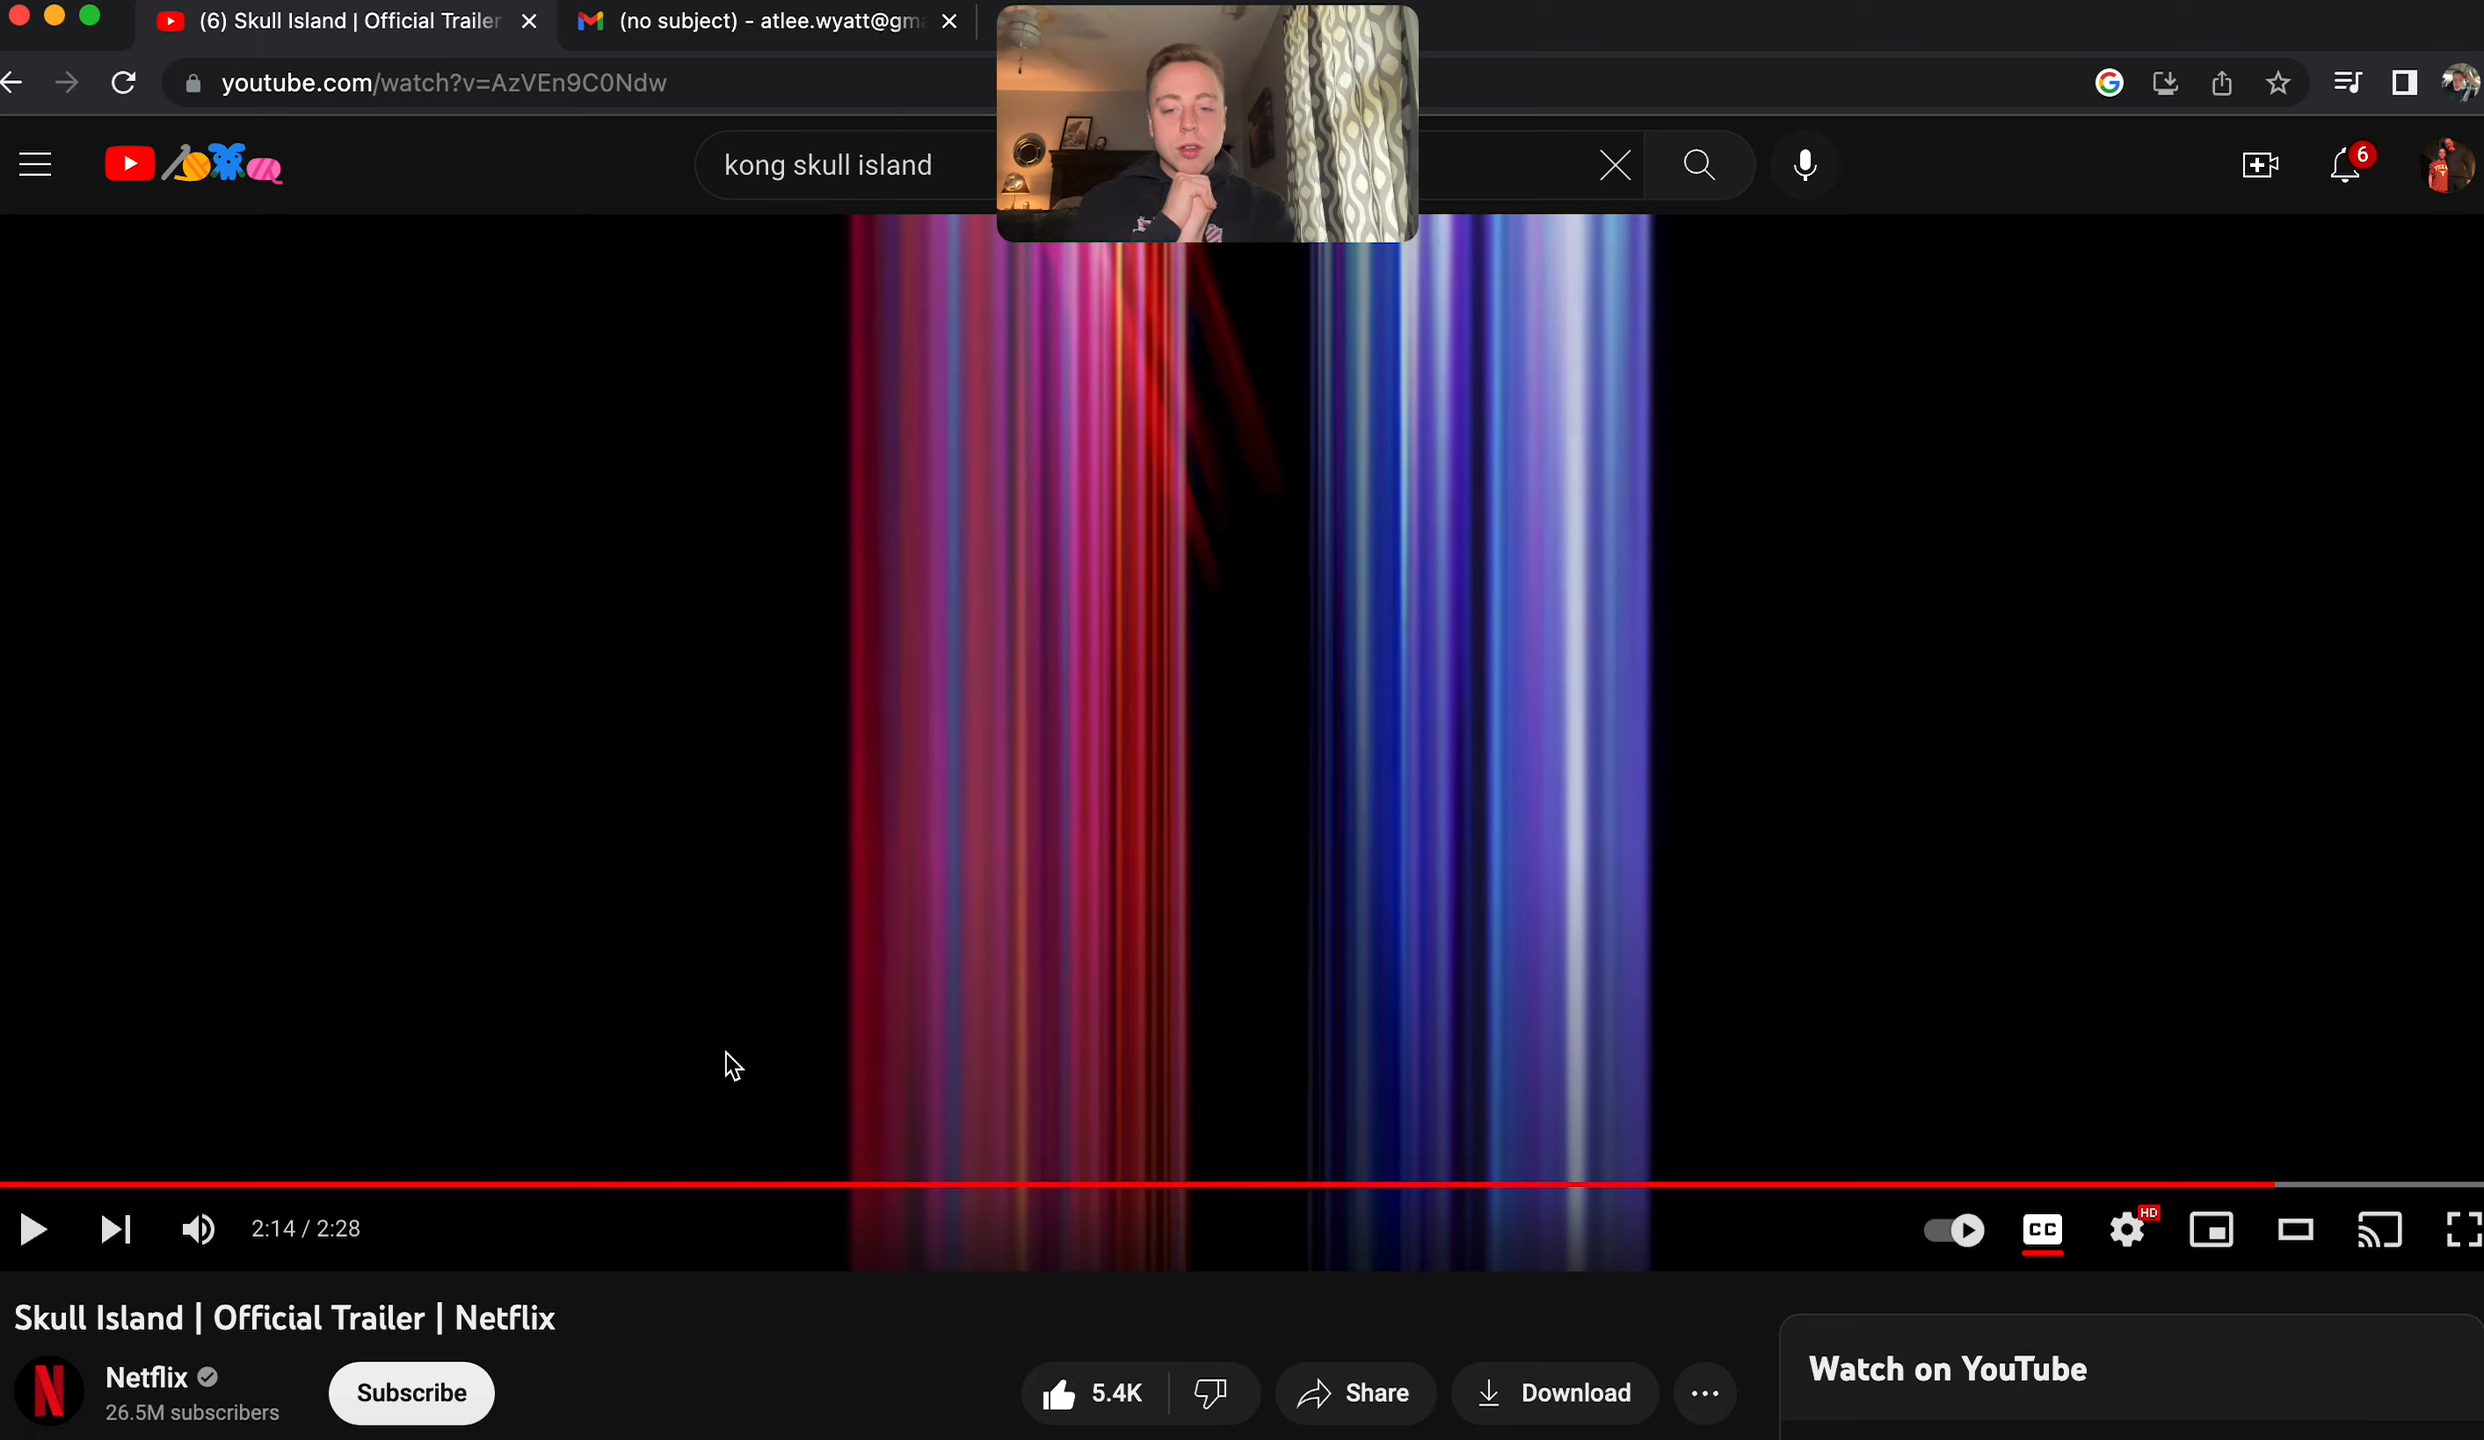 (6) Skull Island | Official Trailer
(no subject) - atlee.wyatt@gma
youtube.com/watch?v=AzVEn9C0Ndw
kong skull island
6
2:14 / 2:28
CC
HD
Skull Island | Official Trailer | Netflix
Netflix
26.5M subscribers
Subscribe
5.4K
Share
Download
Watch on YouTube